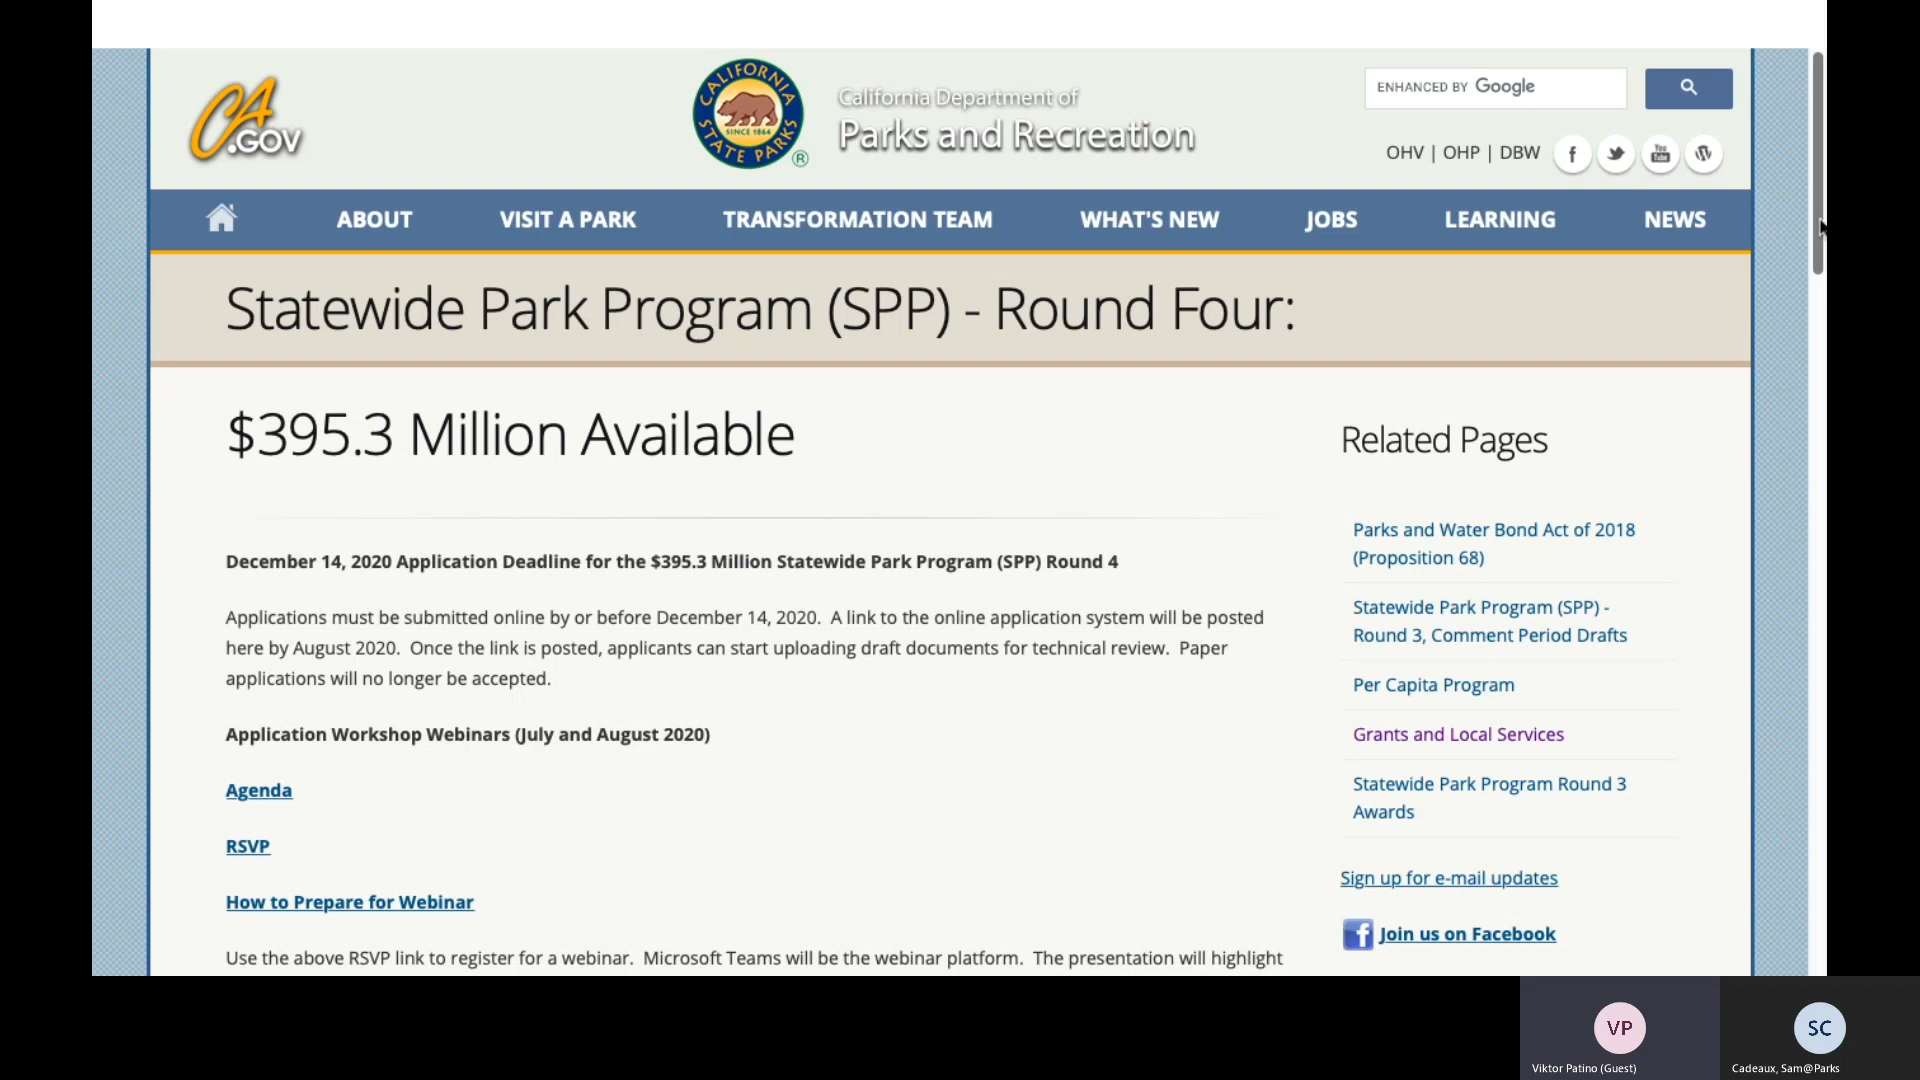 CA
.GOV
CALIFORNIA
STATE PARKS
SINCE 1864
®
California Department of
Parks and Recreation
ENHANCED BY Google
OHV | OHP | DBW
You
Tube
ABOUT
VISIT A PARK
TRANSFORMATION TEAM
WHAT'S NEW
JOBS
LEARNING
NEWS
Statewide Park Program (SPP) - Round Four:
$395.3 Million Available
December 14, 2020 Application Deadline for the $395.3 Million Statewide Park Program (SPP) Round 4
Applications must be submitted online by or before December 14, 2020.  A link to the online application system will be posted
here by August 2020.  Once the link is posted, applicants can start uploading draft documents for technical review.  Paper
applications will no longer be accepted.
Application Workshop Webinars (July and August 2020)
Agenda
RSVP
How to Prepare for Webinar
Use the above RSVP link to register for a webinar.  Microsoft Teams will be the webinar platform.  The presentation will highlight
Related Pages
Parks and Water Bond Act of 2018
(Proposition 68)
Statewide Park Program (SPP) -
Round 3, Comment Period Drafts
Per Capita Program
Grants and Local Services
Statewide Park Program Round 3
Awards
Sign up for e-mail updates
Join us on Facebook
VP
Viktor Patino (Guest)
SC
Cadeaux, Sam@Parks